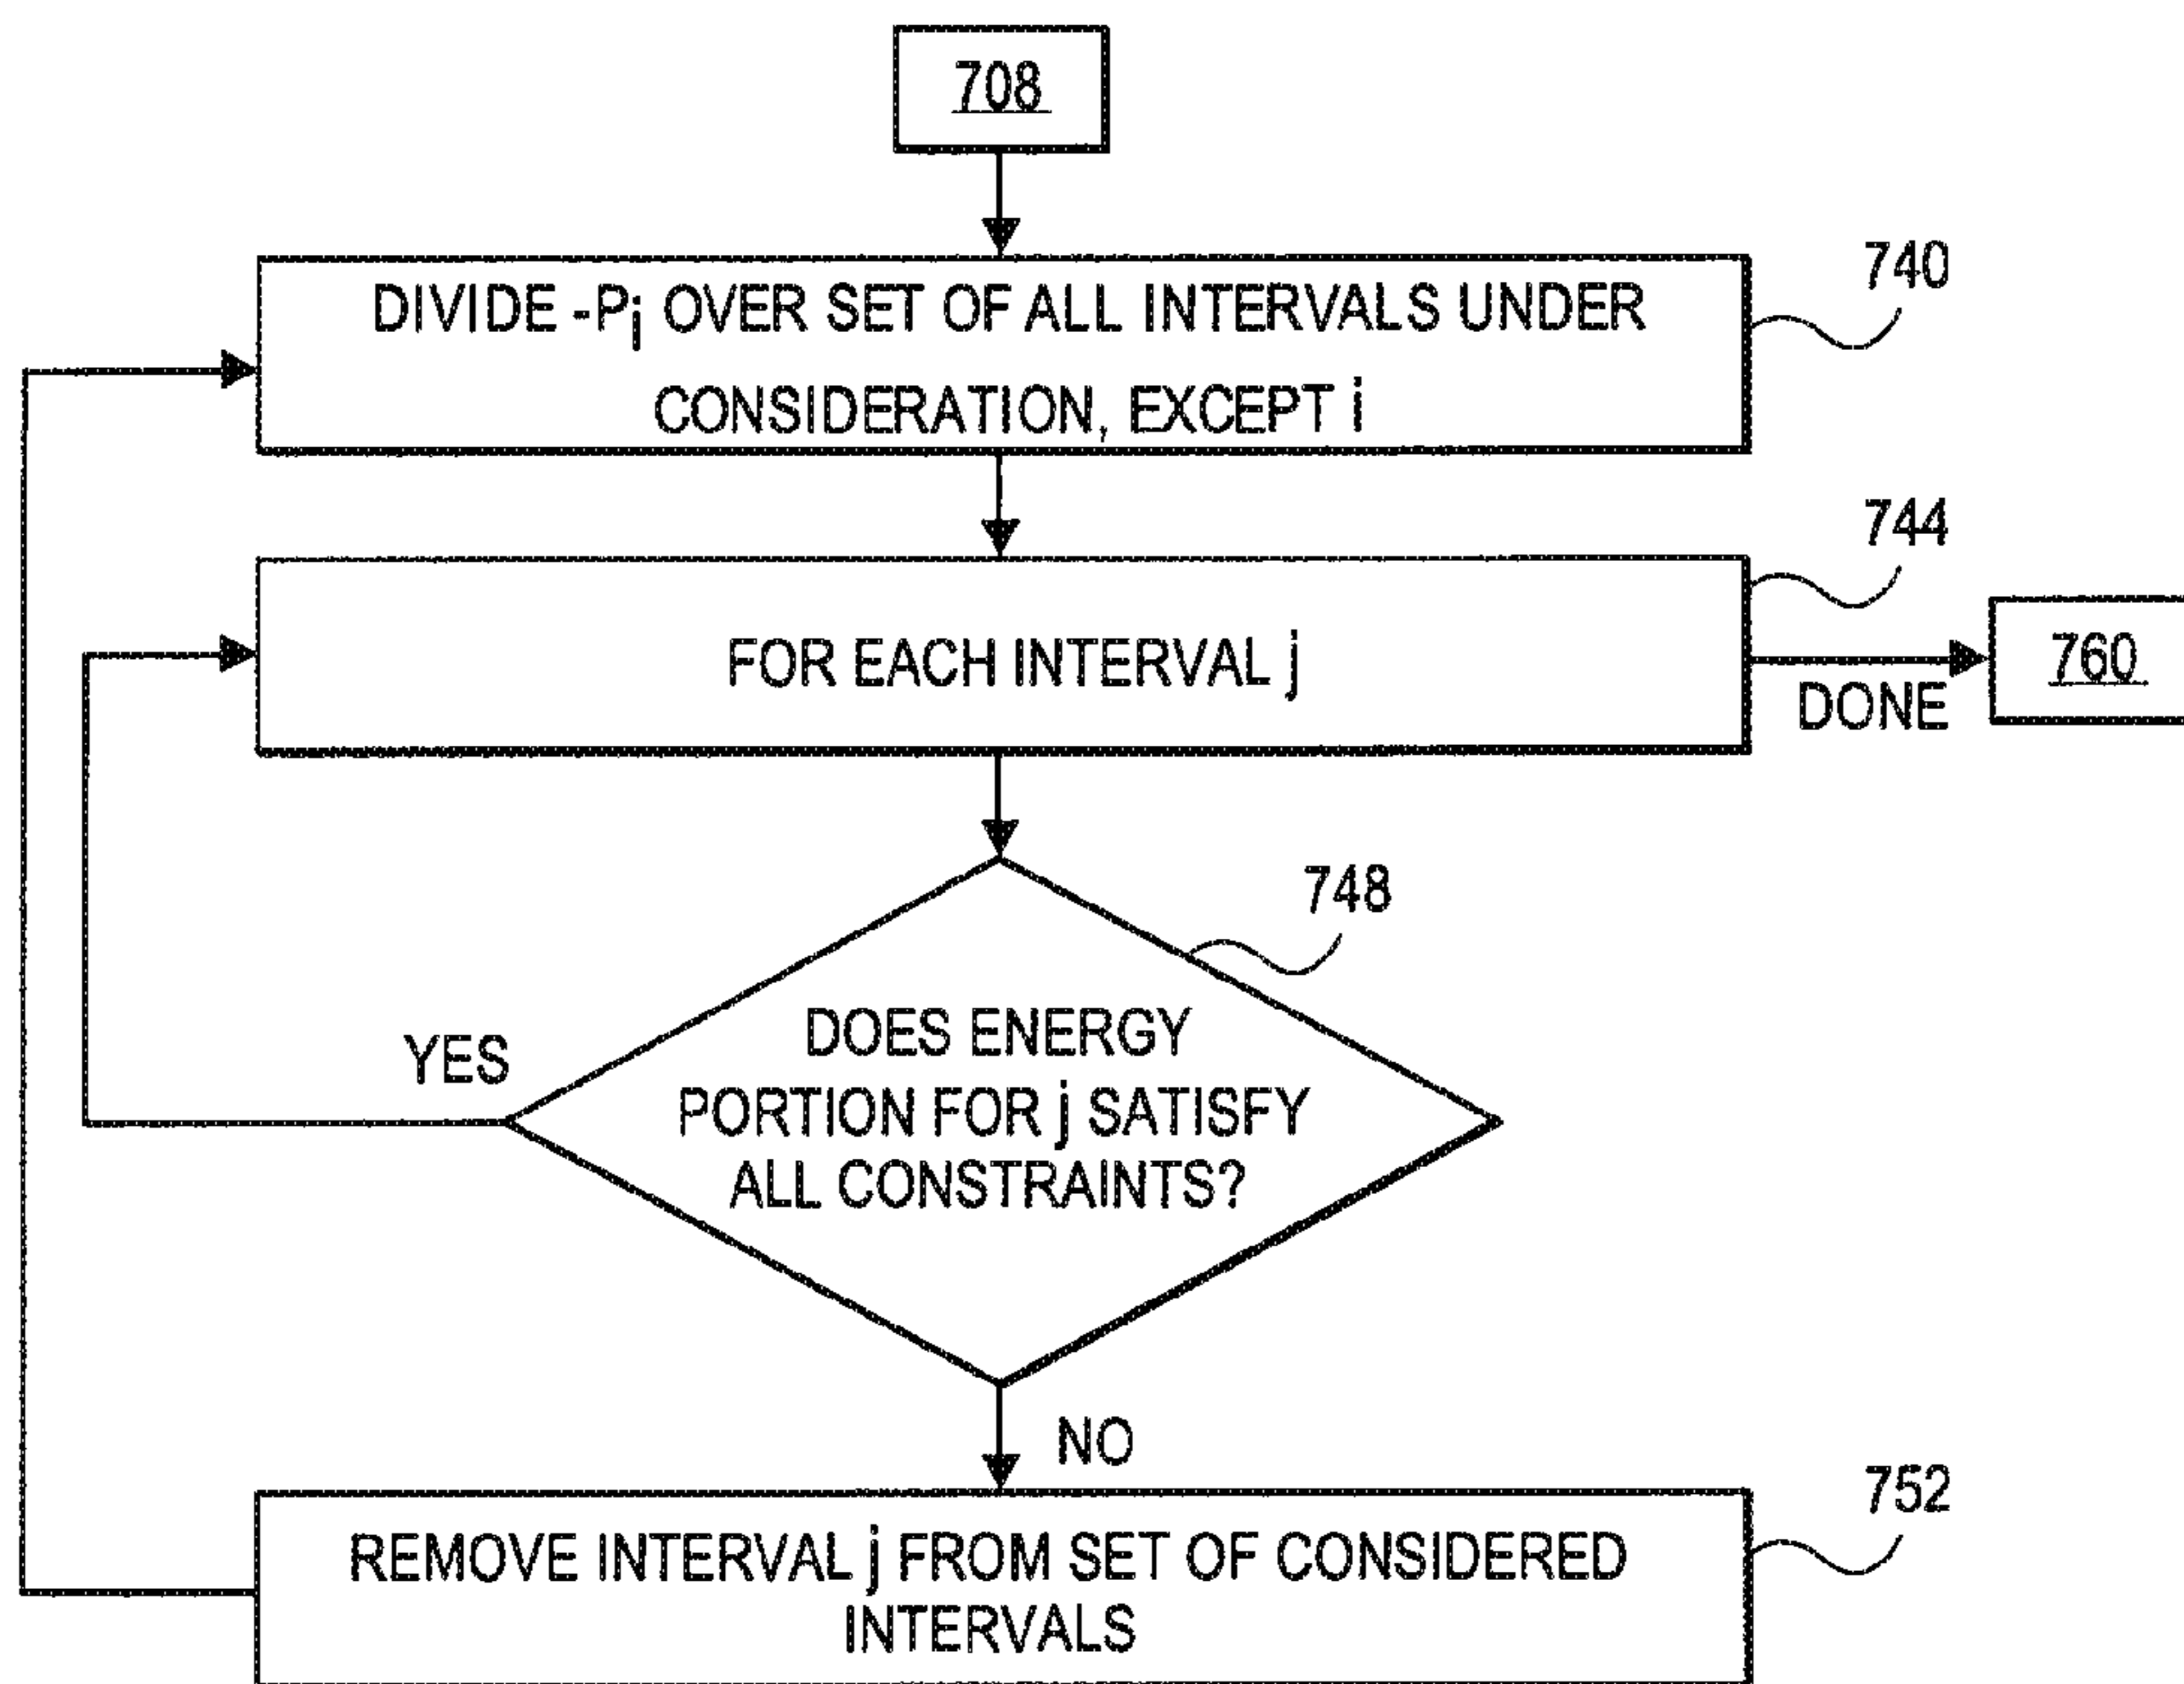 708
DIVIDE -Pi OVER SET OF ALL INTERVALS UNDER
CONSIDERATION, EXCEPT i
740
FOR EACH INTERVAL j
744
DONE
760
748
DOES ENERGY
PORTION FOR j SATISFY
ALL CONSTRAINTS?
YES
NO
REMOVE INTERVAL j FROM SET OF CONSIDERED
INTERVALS
752